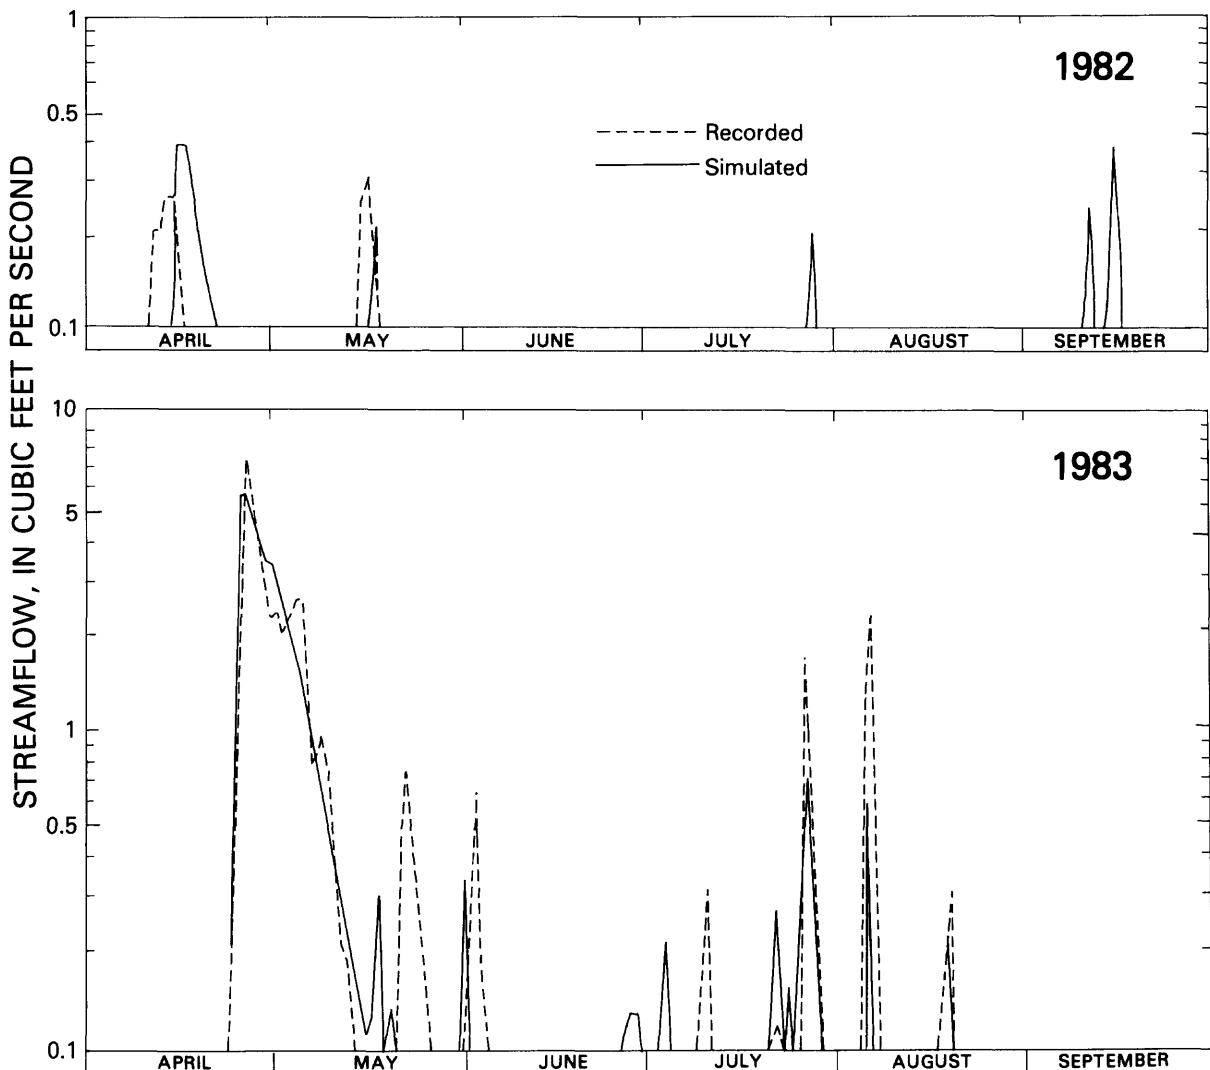 STREAMFLOW, IN CUBIC FEET PER SECOND
1
0.5
0.1
1982
Recorded
Simulated
APRIL MAY JUNE JULY AUGUST SEPTEMBER
10
5
1
0.5
0.1
1983
APRIL MAY JUNE JULY AUGUST SEPTEMBER